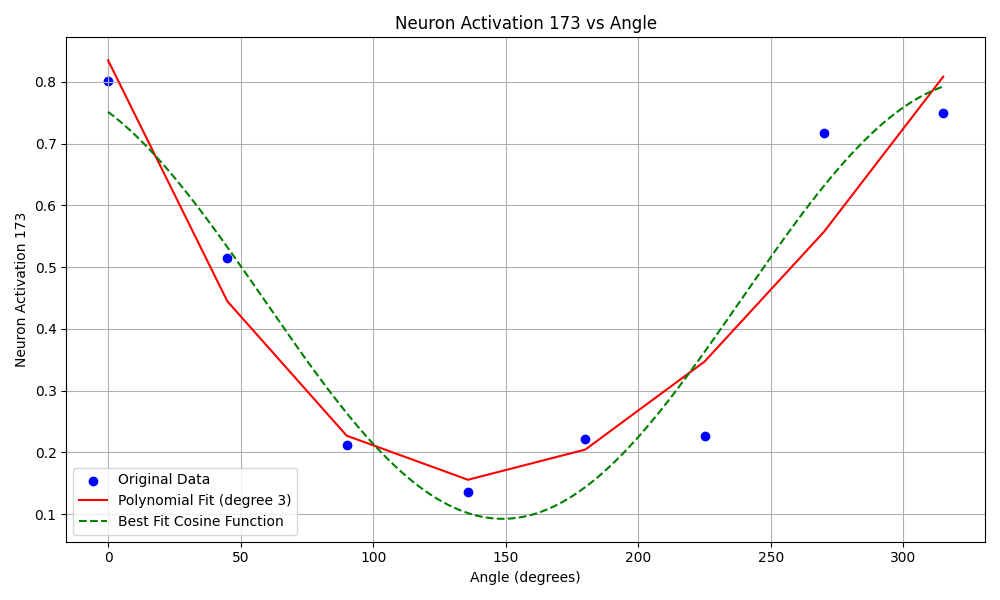 Neuron Activation 173 vs Angle
Neuron Activation 173
0.8
0.7
0.6
0.5
0.4
0.3
0.2
0.1
Original Data
Polynomial Fit (degree 3)
Best Fit Cosine Function
0 50 100 150 200 250 300
Angle (degrees)